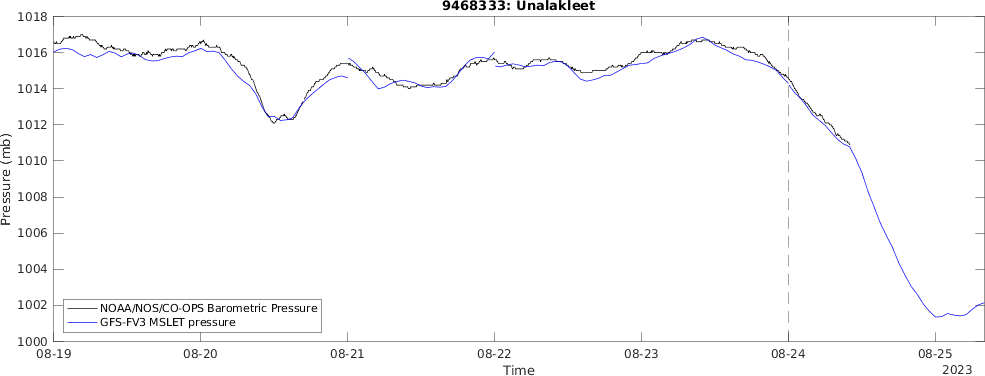 9468333: Unalakleet
1018
1016
1014
1012
1010
1008
1006
1004
1002
1000
Pressure (mb)
NOAA/NOS/CO-OPS Barometric Pressure
GFS-FV3 MSLET pressure
08-19 08-20 08-21 08-22 08-23 08-24 08-25
Time
2023